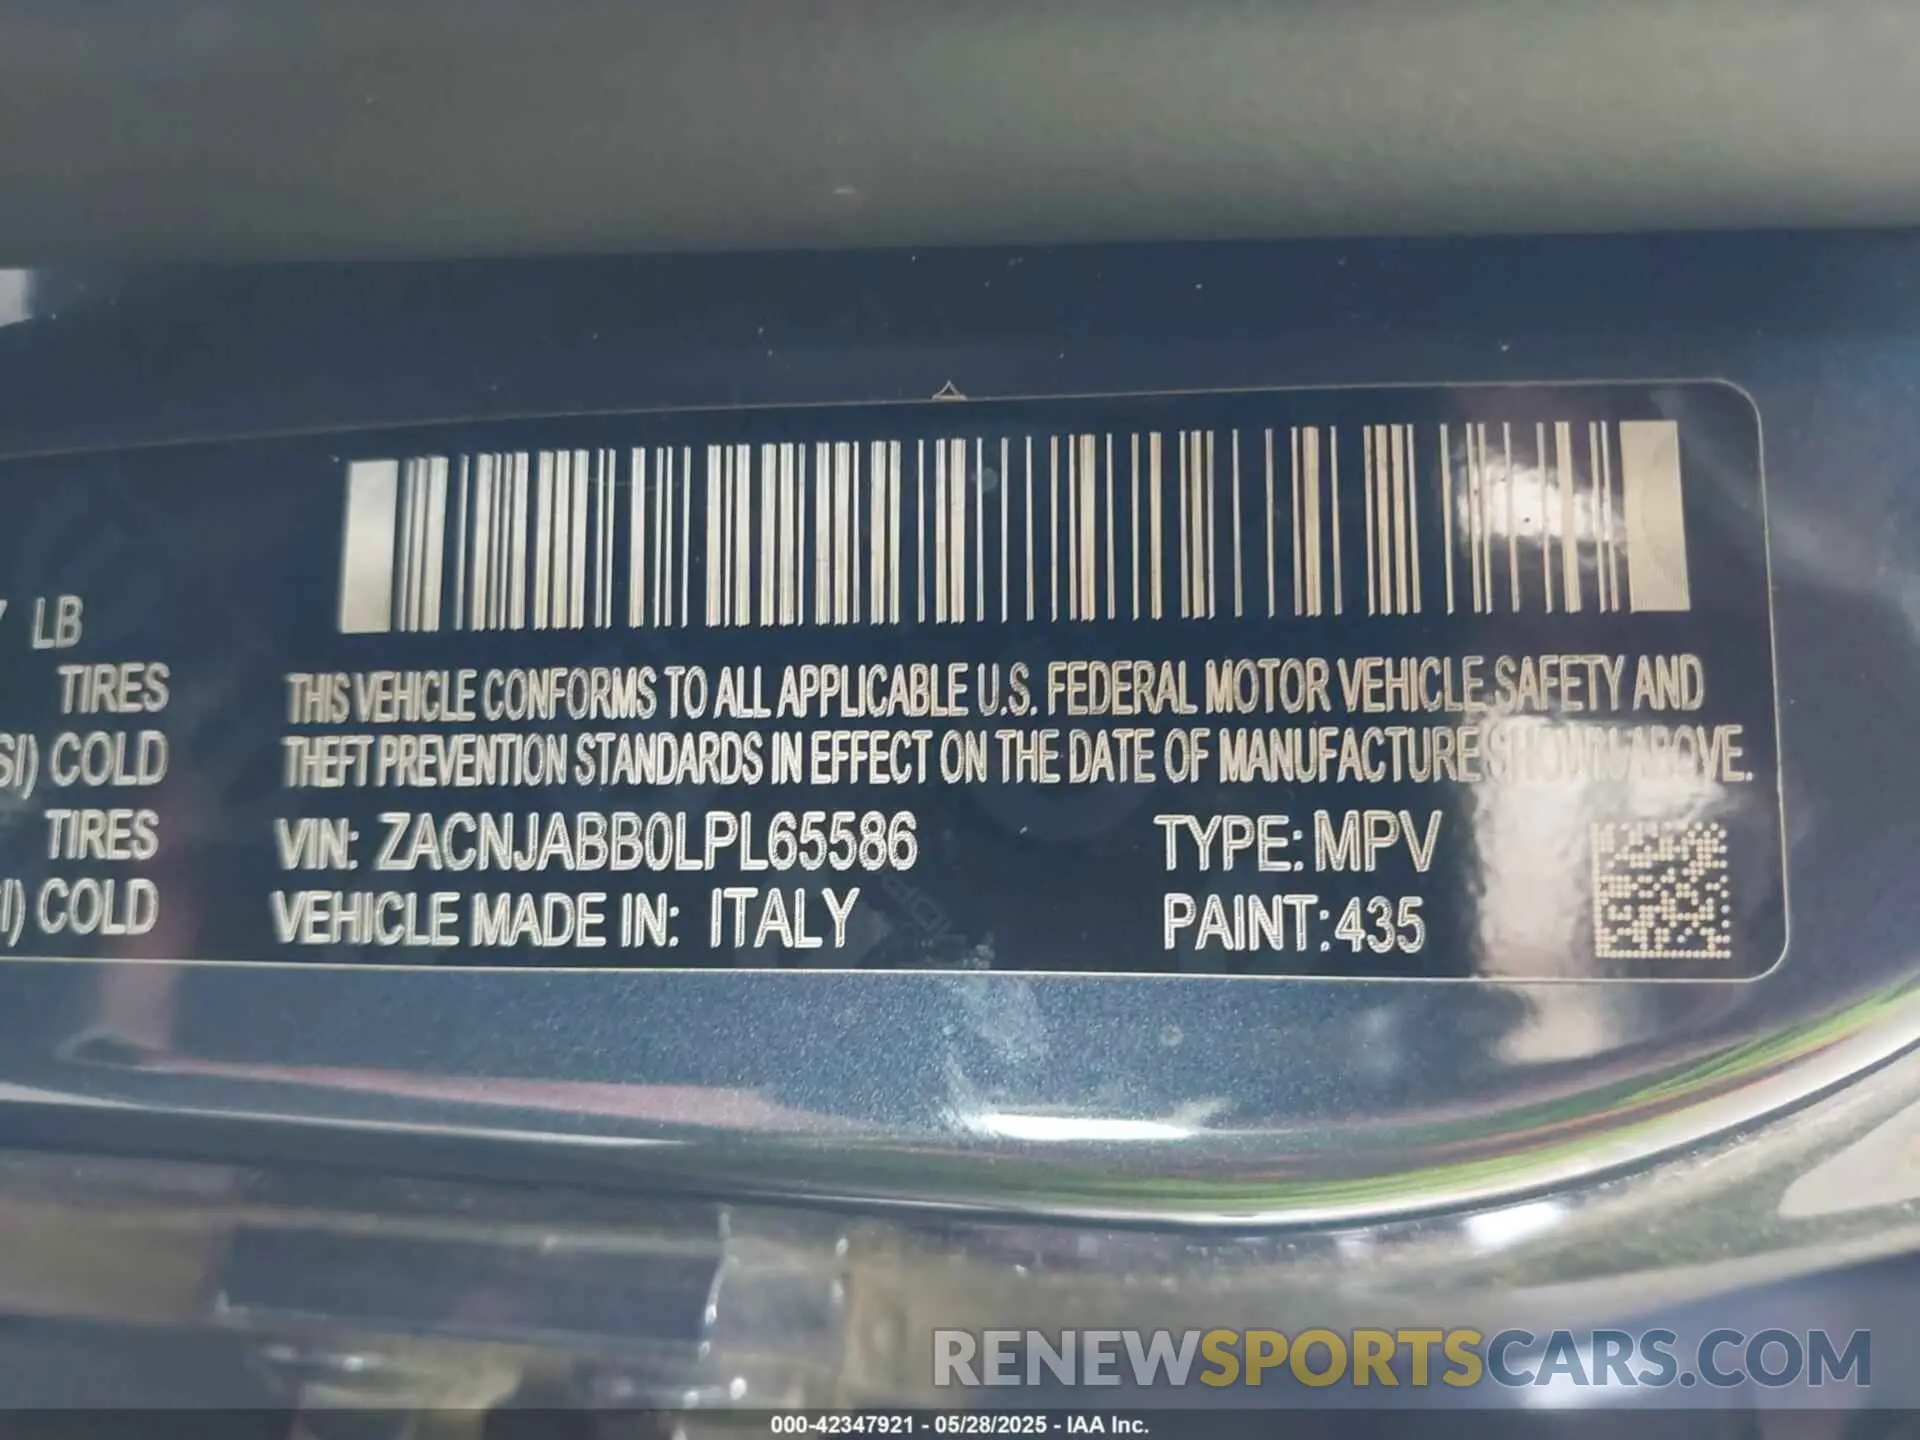 LB
TIRES
SI) COLD
TIRES
I) COLD
THIS VEHICLE CONFORMS TO ALL APPLICABLE U.S. FEDERAL MOTOR VEHICLE SAFETY AND
THEFT PREVENTION STANDARDS IN EFFECT ON THE DATE OF MANUFACTURE SHOWN ABOVE.
VIN: ZACNJABB0LPL65586
TYPE: MPV
VEHICLE MADE IN: ITALY
PAINT:435
RENEWSPORTSCARS.COM
000-42347921 - 05/28/2025 - IAA Inc.